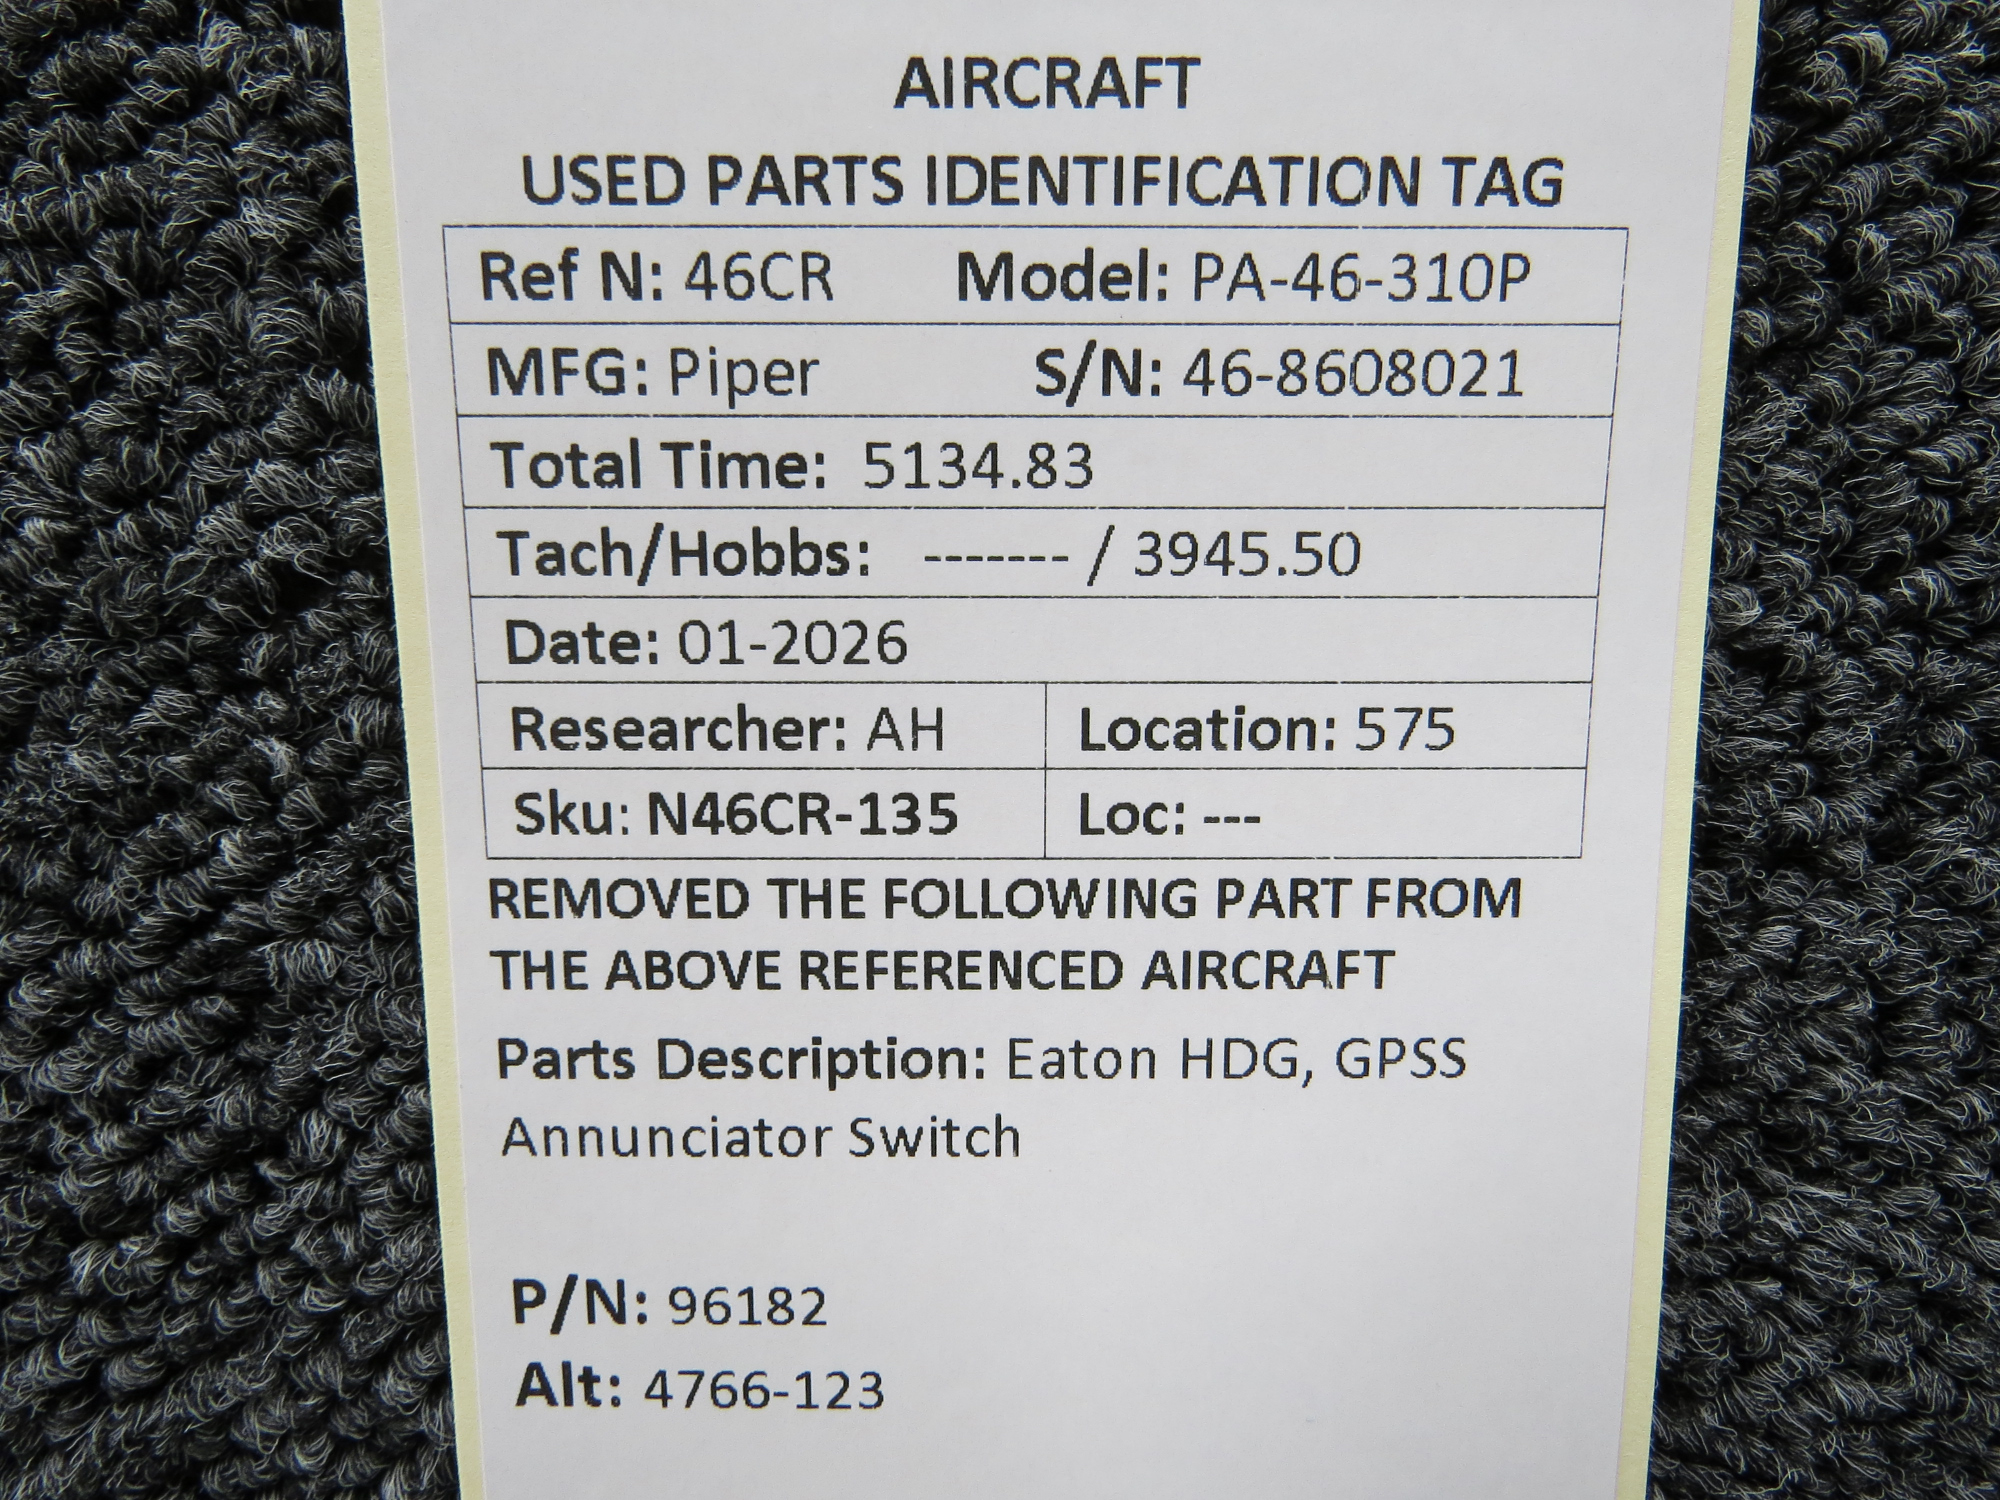 AIRCRAFT
USED PARTS IDENTIFICATION TAG
Ref N: 46CR Model: PA-46-310P
MFG: Piper S/N: 46-8608021
Total Time: 5134.83
Tach/Hobbs: ------- / 3945.50
Date: 01-2026
Researcher: AH Location: 575
Sku: N46CR-135 Loc: ---
REMOVED THE FOLLOWING PART FROM
THE ABOVE REFERENCED AIRCRAFT
Parts Description: Eaton HDG, GPSS
Annunciator Switch
P/N: 96182
Alt: 4766-123